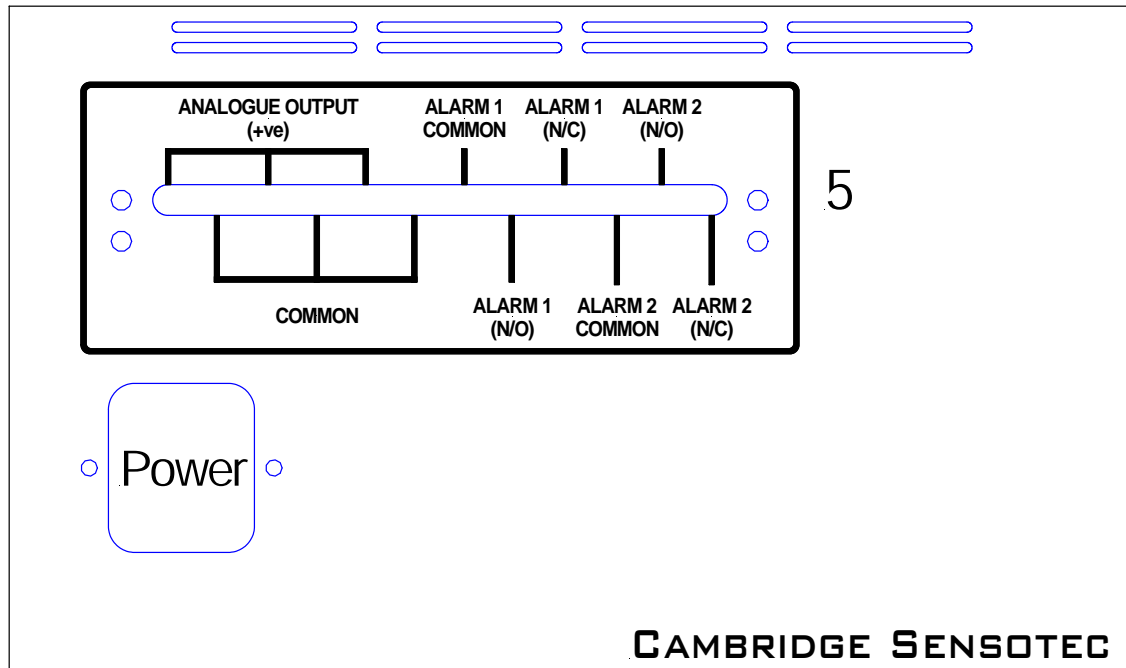 ANALOGUE OUTPUT
(+ve)
ALARM 1
COMMON
ALARM 1
(N/C)
ALARM 2
(N/O)
5
COMMON
ALARM 1
(N/O)
ALARM 2
COMMON
ALARM 2
(N/C)
Power
CAMBRIDGE SENSOTEC